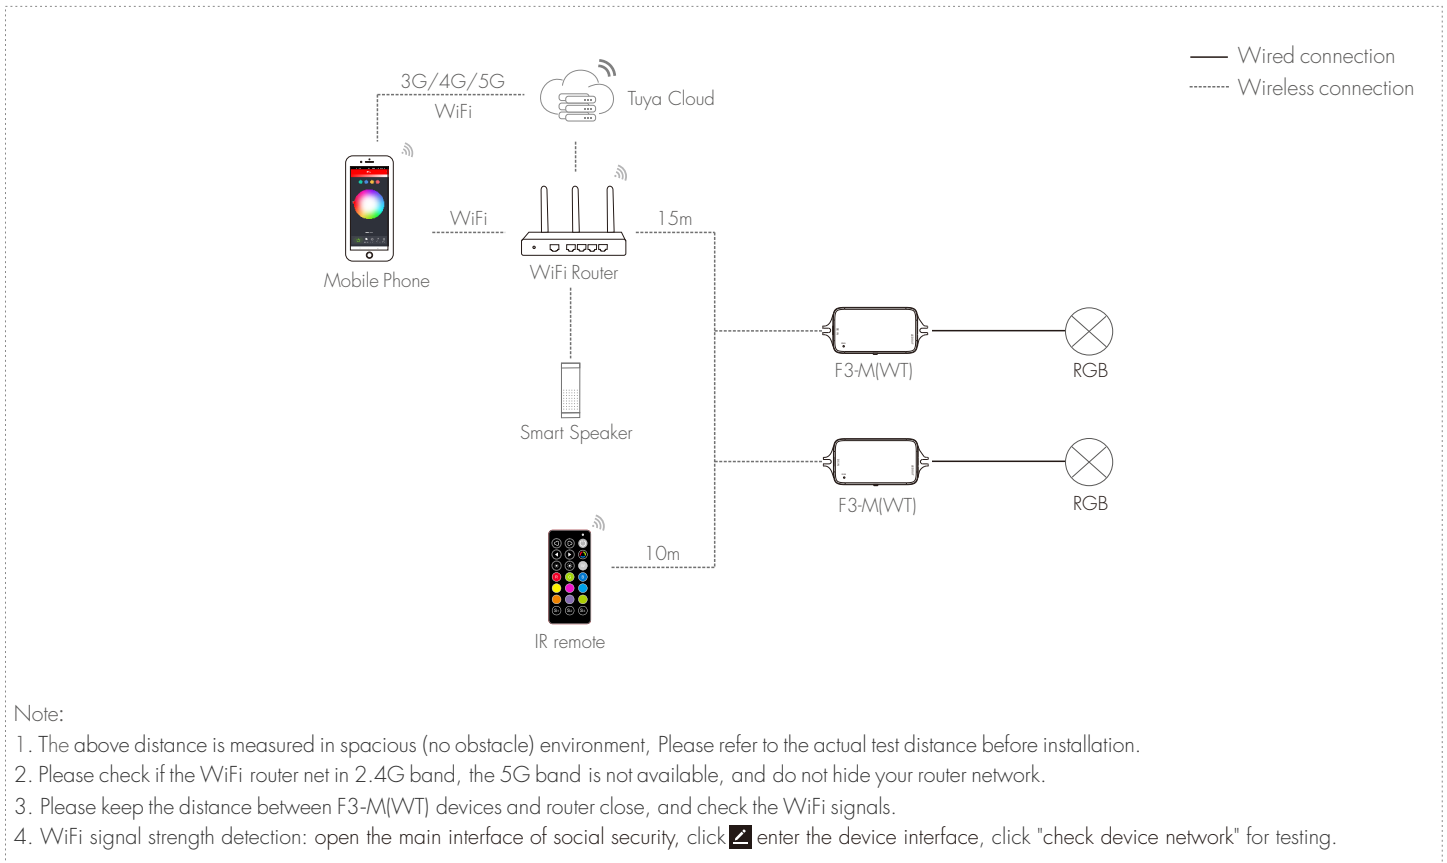 Wired connection
Wireless connection
3G/4G/5G
WiFi
Tuya Cloud
WiFi
15m
Mobile Phone
WiFi Router
F3-M(WT)
RGB
Smart Speaker
F3-M(WT)
RGB
10m
IR remote
Note:
1. The above distance is measured in spacious (no obstacle) environment, Please refer to the actual test distance before installation.
2. Please check if the WiFi router net in 2.4G band, the 5G band is not available, and do not hide your router network.
3. Please keep the distance between F3-M(WT) devices and router close, and check the WiFi signals.
4. WiFi signal strength detection: open the main interface of social security, click enter the device interface, click "check device network" for testing.